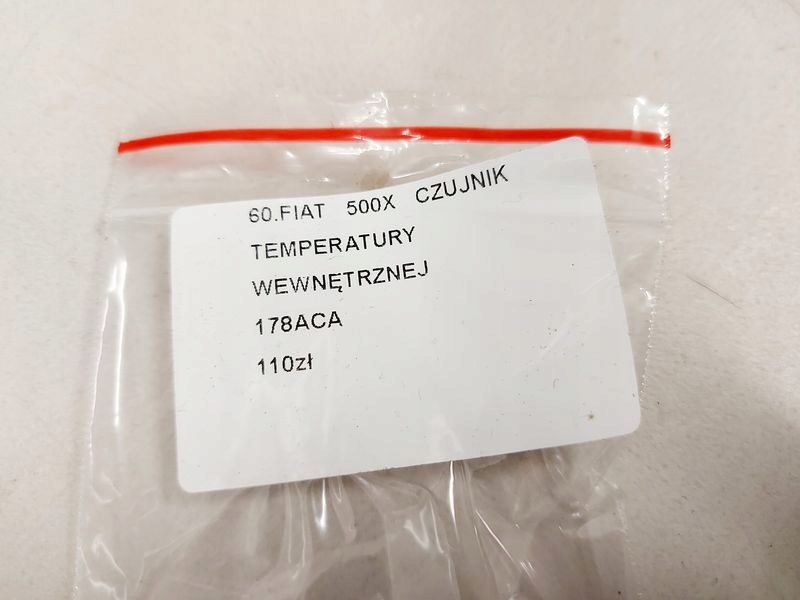 60.FIAT 500X CZUJNIK
TEMPERATURY
WEWNĘTRZNEJ
178ACA
110zł